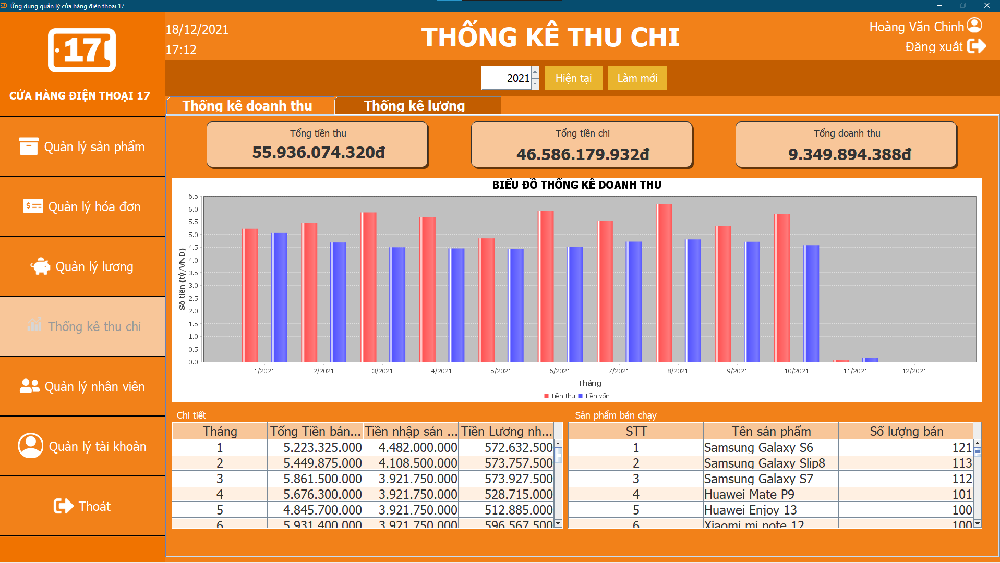 Ứng dụng quản lý cửa hàng điện thoại 17
17
CỬA HÀNG ĐIỆN THOẠI 17
Quản lý sản phẩm
Quản lý hóa đơn
Quản lý lương
Thống kê thu chi
Quản lý nhân viên
Quản lý tài khoản
Thoát
18/12/2021
17:12
THỐNG KÊ THU CHI
Hoàng Văn Chinh
Đăng xuất
2021 Hiện tại Làm mới
Thống kê doanh thu Thống kê lương
Tổng tiền thu
55.936.074.320đ
Tổng tiền chi
46.586.179.932đ
Tổng doanh thu
9.349.894.388đ
BIỂU ĐỒ THỐNG KÊ DOANH THU
Số tiền (tỷ/VNĐ)
6.5
6.0
5.5
5.0
4.5
4.0
3.5
3.0
2.5
2.0
1.5
1.0
0.5
0.0
1/2021 2/2021 3/2021 4/2021 5/2021 6/2021 7/2021 8/2021 9/2021 10/2021 11/2021 12/2021
Tháng
Tiền thu Tiền vốn
Chi tiết
Tháng Tổng Tiền bán... Tiền nhập sản ... Tiền Lương nh...
1 5.223.325.000 4.482.000.000 572.632.500
2 5.449.875.000 4.108.500.000 573.757.500
3 5.861.500.000 3.921.750.000 573.927.500
4 5.676.300.000 3.921.750.000 528.715.000
5 4.845.700.000 3.921.750.000 512.885.000
6 5.931.400.000 3.921.750.000 596.567.500
Sản phẩm bán chạy
STT Tên sản phẩm Số lượng bán
1 Samsung Galaxy S6 121
2 Samsung Galaxy Slip8 113
3 Samsung Galaxy S7 112
4 Huawei Mate P9 101
5 Huawei Enjoy 13 100
6 Xiaomi mi note 12 100